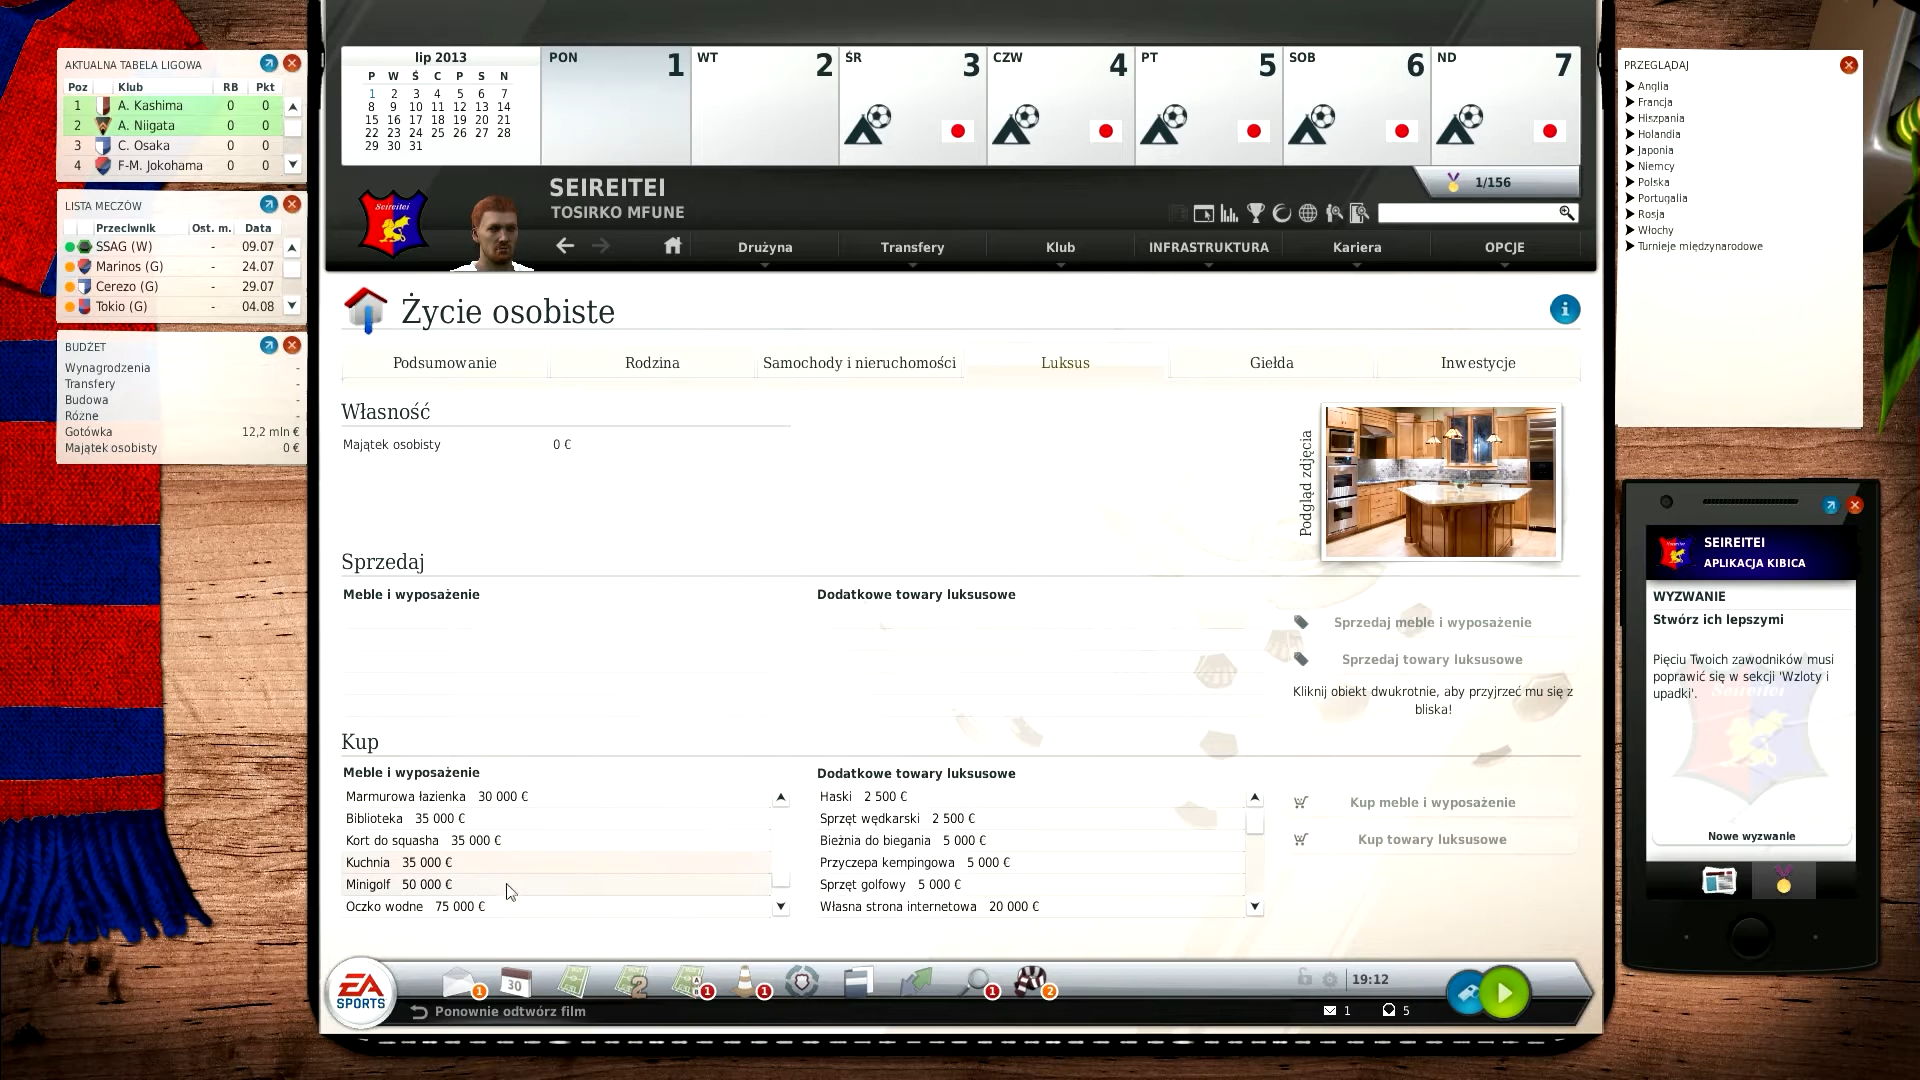 AKTUALNA TABELA LIGOWA
Poz Klub RB Pkt
1 A. Kashima 0 0
2 A. Niigata 0 0
3 C. Osaka 0 0
4 F-M. Jokohama 0 0
LISTA MECZÓW
Przeciwnik Ost. m. Data
SSAG (W) - 09.07
Marinos (G) - 24.07
Cerezo (G) - 29.07
Tokio (G) - 04.08
BUDŻET
Wynagrodzenia -
Transfery -
Budowa -
Różne -
Gotówka 12,2 mln €
Majątek osobisty 0 €
lip 2013
P W Ś C P S N
1 2 3 4 5 6 7
8 9 10 11 12 13 14
15 16 17 18 19 20 21
22 23 24 25 26 27 28
29 30 31
PON 1 WT 2 ŚR 3 CZW 4 PT 5 SOB 6 ND 7
1/156
Seireitei
SEIREITEI
TOSIRKO MFUNE
Drużyna Transfery Klub INFRASTRUKTURA Kariera OPCJE
Życie osobiste
i
Podsumowanie Rodzina Samochody i nieruchomości Luksus Giełda Inwestycje
Własność
Majątek osobisty 0 €
Podgląd zdjęcia
Sprzedaj
Meble i wyposażenie Dodatkowe towary luksusowe
Sprzedaj meble i wyposażenie
Sprzedaj towary luksusowe
Kliknij obiekt dwukrotnie, aby przyjrzeć mu się z
bliska!
Kup
Meble i wyposażenie Dodatkowe towary luksusowe
Marmurowa łazienka 30 000 € Haski 2 500 €
Biblioteka 35 000 € Sprzęt wędkarski 2 500 €
Kort do squasha 35 000 € Bieżnia do biegania 5 000 €
Kuchnia 35 000 € Przyczepa kempingowa 5 000 €
Minigolf 50 000 € Sprzęt golfowy 5 000 €
Oczko wodne 75 000 € Własna strona internetowa 20 000 €
Kup meble i wyposażenie
Kup towary luksusowe
EA
SPORTS
1 30 2 1 1 1 2
19:12
Ponownie odtwórz film
1 5
PRZEGLĄDAJ
Anglia
Francja
Hiszpania
Holandia
Japonia
Niemcy
Polska
Portugalia
Rosja
Włochy
Turnieje międzynarodowe
SEIREITEI
APLIKACJA KIBICA
WYZWANIE
Stwórz ich lepszymi
Pięciu Twoich zawodników musi
poprawić się w sekcji 'Wzloty i
upadki'.
Seireitei
Nowe wyzwanie